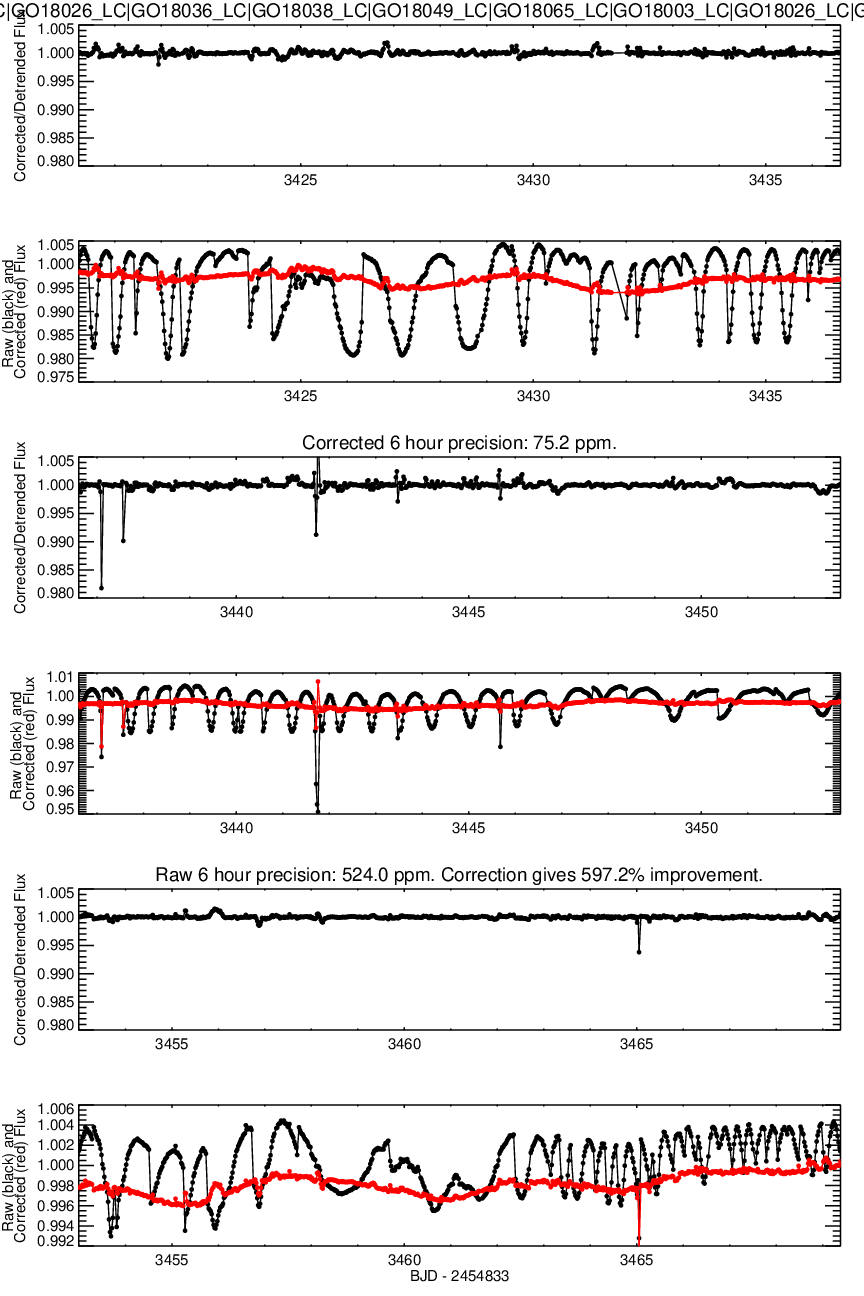 C|GO18026_LC|GO18036_LC|GO18038_LC|GO18049_LC|GO18065_LC|GO18003_LC|GO18026_LC|G
Corrected/Detrended Flux
1.005
1.000
0.995
0.990
0.985
0.980
3425 3430 3435
Raw (black) and
Corrected (red) Flux
1.005
1.000
0.995
0.990
0.985
0.980
0.975
3425 3430 3435
Corrected 6 hour precision: 75.2 ppm.
Corrected/Detrended Flux
1.005
1.000
0.995
0.990
0.985
0.980
3440 3445 3450
Raw (black) and
Corrected (red) Flux
1.01
1.00
0.99
0.98
0.97
0.96
0.95
3440 3445 3450
Raw 6 hour precision: 524.0 ppm. Correction gives 597.2% improvement.
Corrected/Detrended Flux
1.005
1.000
0.995
0.990
0.985
0.980
3455 3460 3465
Raw (black) and
Corrected (red) Flux
1.006
1.004
1.002
1.000
0.998
0.996
0.994
0.992
3455 3460 3465
BJD - 2454833